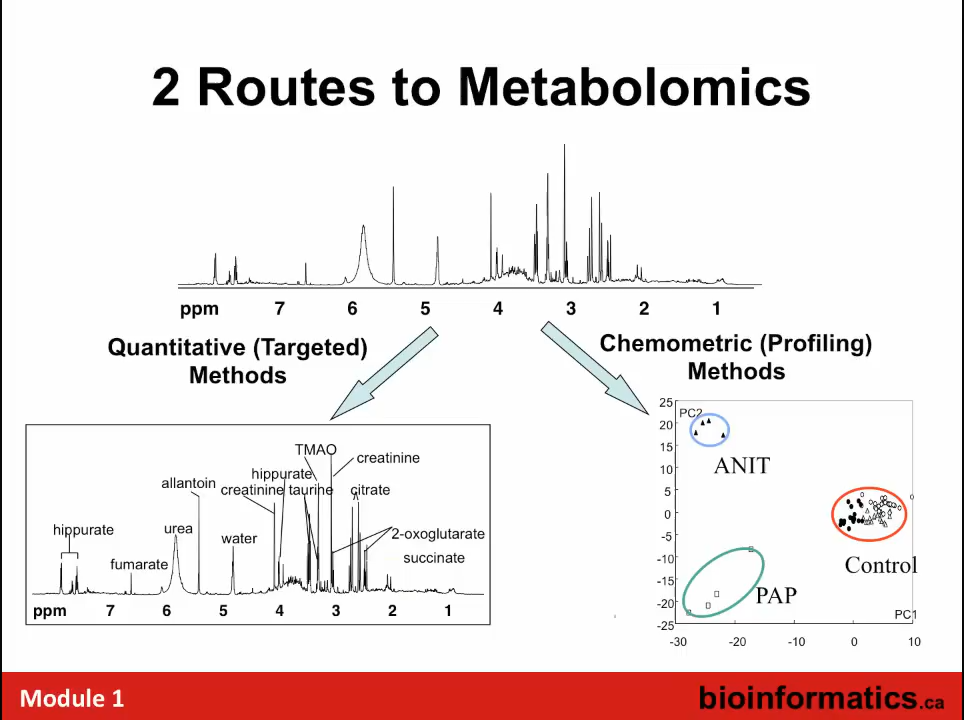 2 Routes to Metabolomics
ppm 7 6 5 4 3 2 1
Quantitative (Targeted)
Methods
Chemometric (Profiling)
Methods
TMAO
creatinine
hippurate
allantoin
creatinine taurine citrate
hippurate
urea
water
2-oxoglutarate
fumarate
succinate
ppm 7 6 5 4 3 2 1
25
PC2
20
15
ANIT
10
5
0
-5
-10
Control
-15
PAP
-20
PC1
-25
-30 -20 -10 0 10
Module 1
bioinformatics.ca